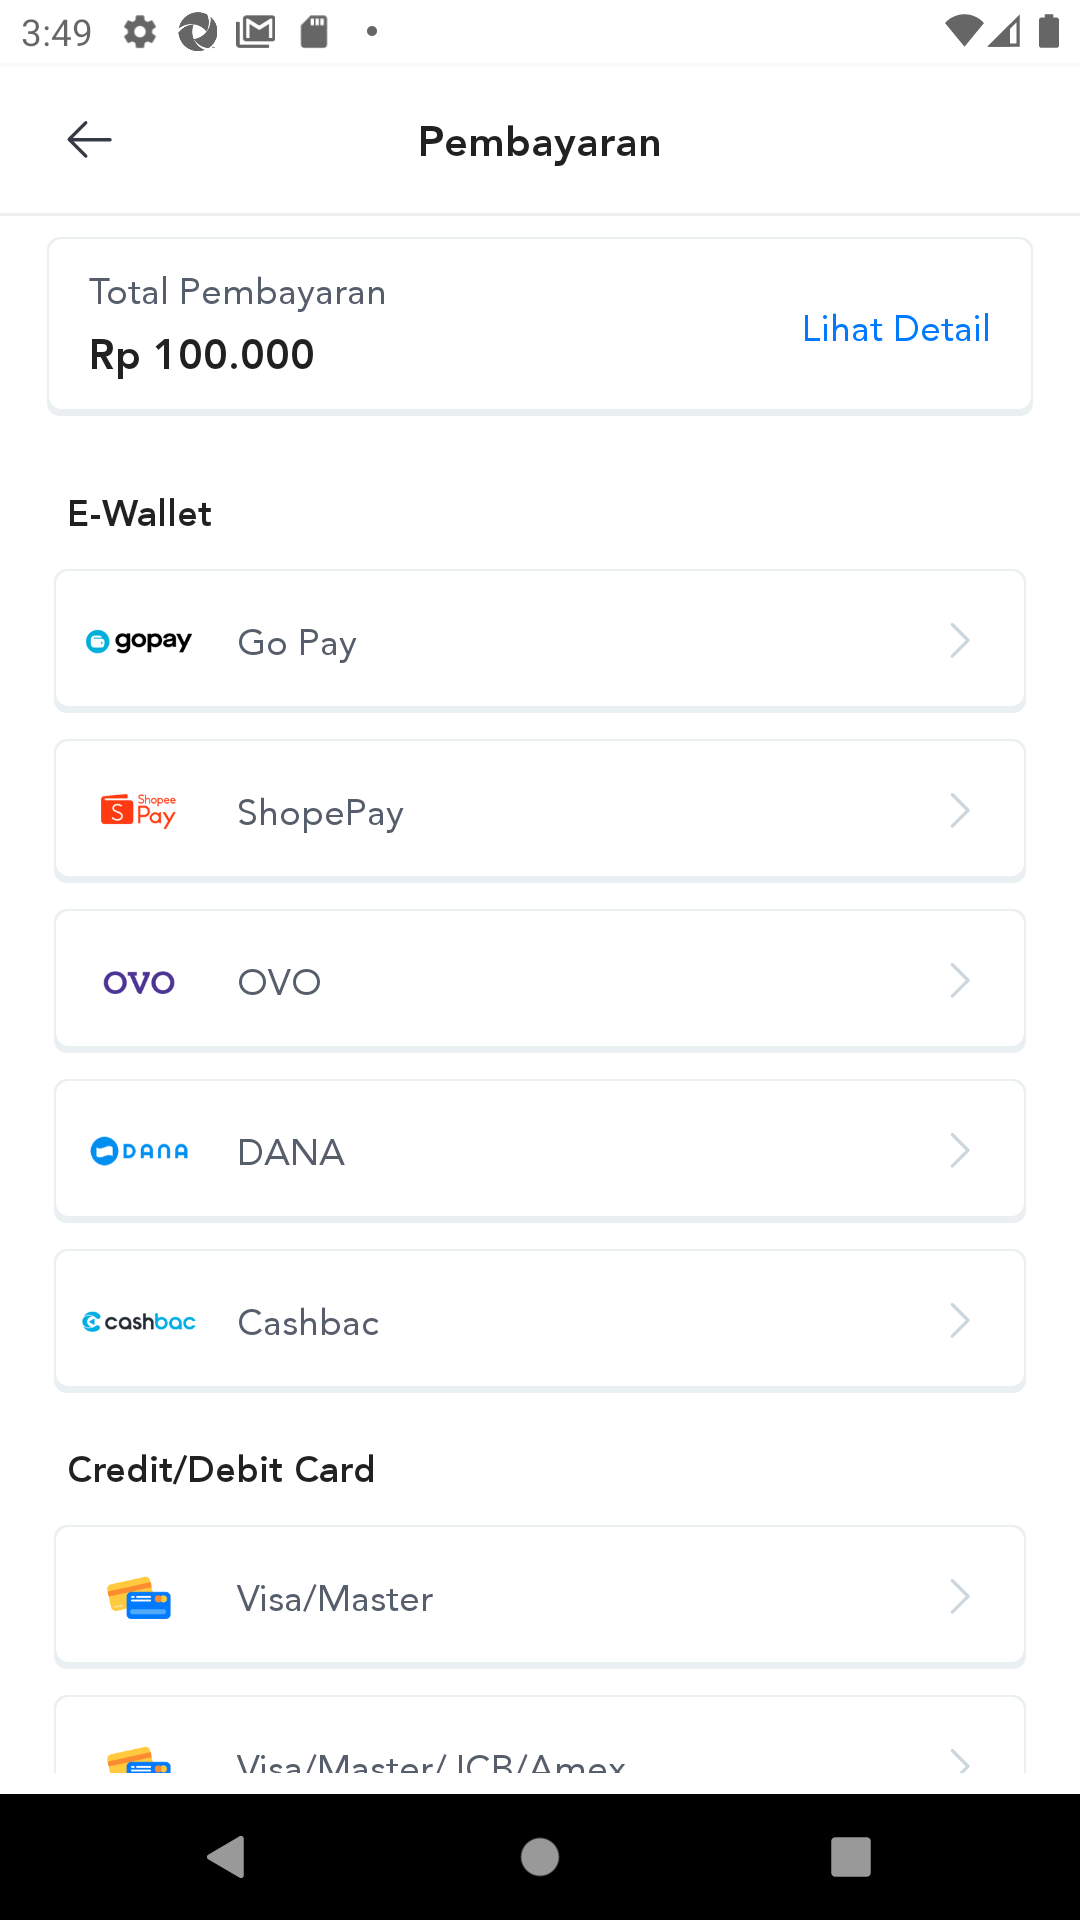 3:49
Pembayaran
Total Pembayaran
Rp 100.000
Lihat Detail
E-Wallet
gopay Go Pay
S Shopee Pay ShopePay
OVO OVO
DANA DANA
cashbac Cashbac
Credit/Debit Card
Visa/Master
Visa/Master/JCB/Amex